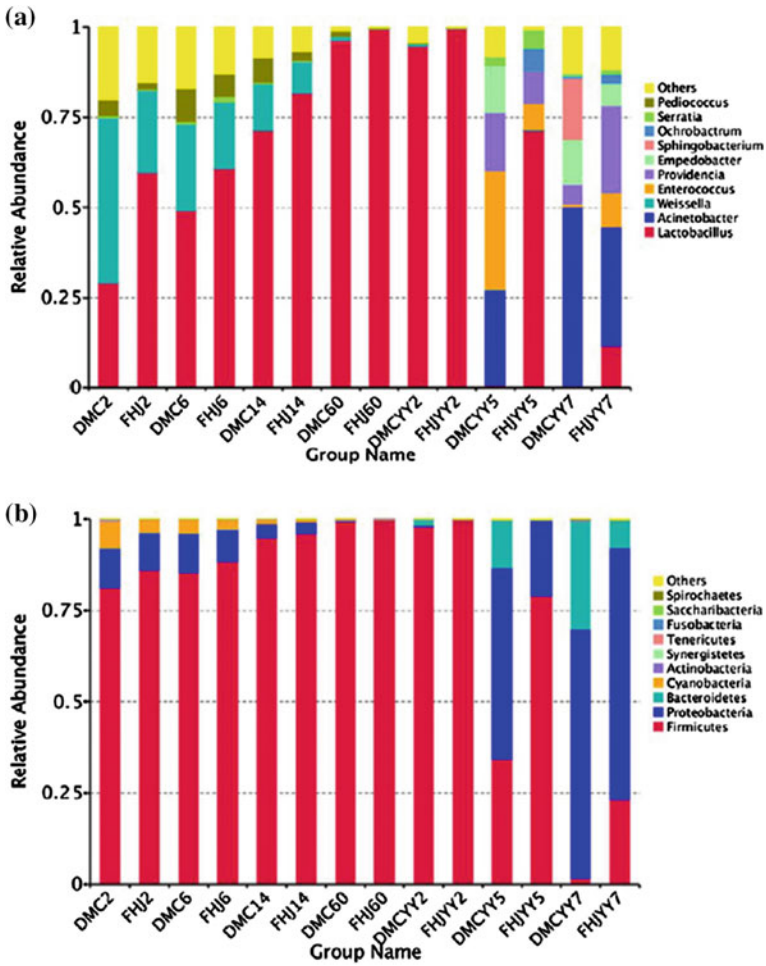 (a)
Relative Abundance
1
0.75
0.5
0.25
0
DMC2 FHJ2 DMC6 FHJ6 DMC14 FHJ14 DMC60 FHJ60 DMCYY2 FHJYY2 DMCYY5 FHJYY5 DMCYY7 FHJYY7
Group Name
Others
Pediococcus
Serratia
Ochrobactrum
Sphingobacterium
Empedobacter
Providencia
Enterococcus
Weissella
Acinetobacter
Lactobacillus
(b)
Relative Abundance
1
0.75
0.5
0.25
0
DMC2 FHJ2 DMC6 FHJ6 DMC14 FHJ14 DMC60 FHJ60 DMCYY2 FHJYY2 DMCYY5 FHJYY5 DMCYY7 FHJYY7
Group Name
Others
Spirochaetes
Saccharibacteria
Fusobacteria
Tenericutes
Synergistetes
Actinobacteria
Cyanobacteria
Bacteroidetes
Proteobacteria
Firmicutes